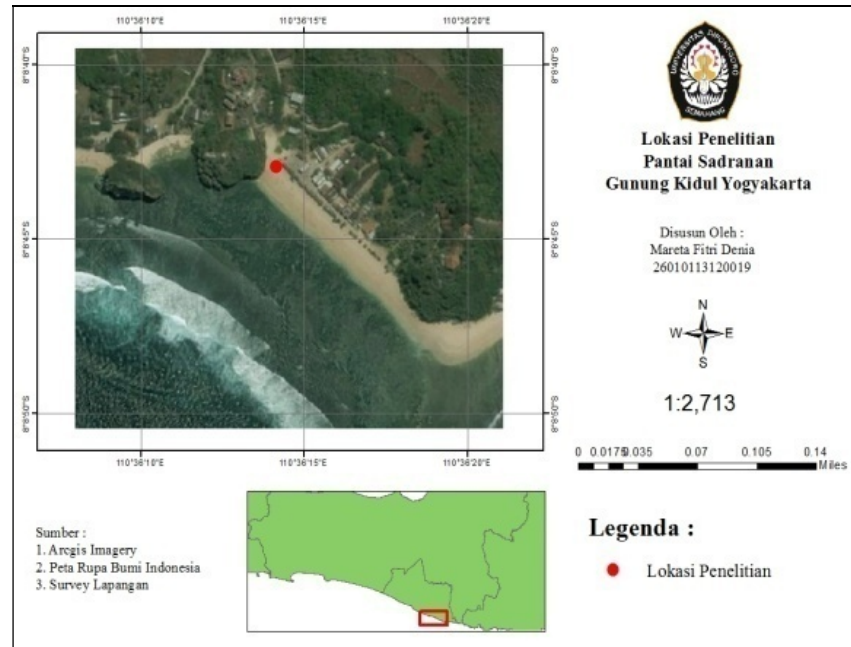 110°36'10"E 110°36'15"E 110°36'20"E
8°8'40"S 8°8'40"S
8°8'45"S 8°8'45"S
8°8'50"S 8°8'50"S
110°36'10"E 110°36'15"E 110°36'20"E
UNIVERSITAS DIPONEGORO
SEMARANG
Lokasi Penelitian
Pantai Sadranan
Gunung Kidul Yogyakarta
Disusun Oleh :
Mareta Fitri Denia
26010113120019
N
W E
S
1:2,713
0 0.0175 0.035 0.07 0.105 0.14
Miles
Sumber :
1. Arcgis Imagery
2. Peta Rupa Bumi Indonesia
3. Survey Lapangan
Legenda :
Lokasi Penelitian